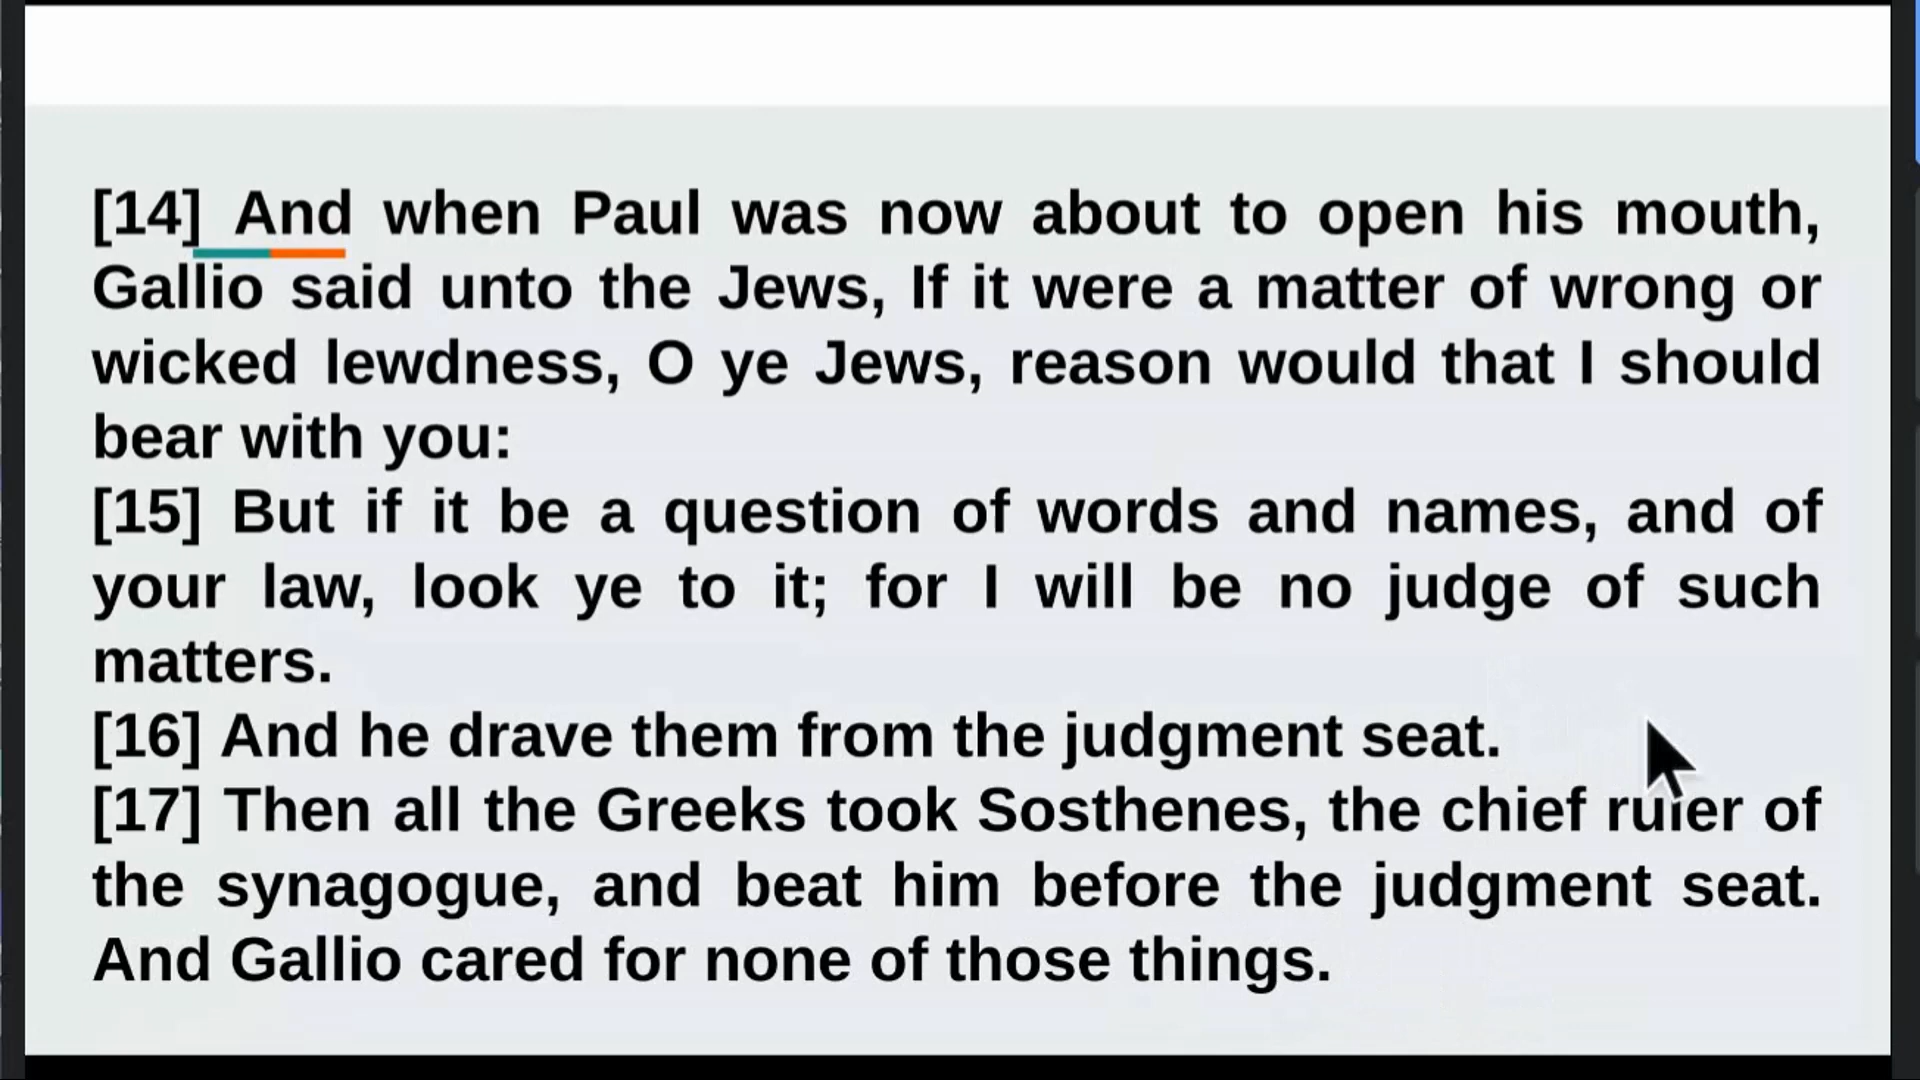 [14] And when Paul was now about to open his mouth,
Gallio said unto the Jews, If it were a matter of wrong or
wicked lewdness, O ye Jews, reason would that I should
bear with you:
[15] But if it be a question of words and names, and of
your law, look ye to it; for I will be no judge of such
matters.
[16] And he drave them from the judgment seat.
[17] Then all the Greeks took Sosthenes, the chief ruler of
the synagogue, and beat him before the judgment seat.
And Gallio cared for none of those things.